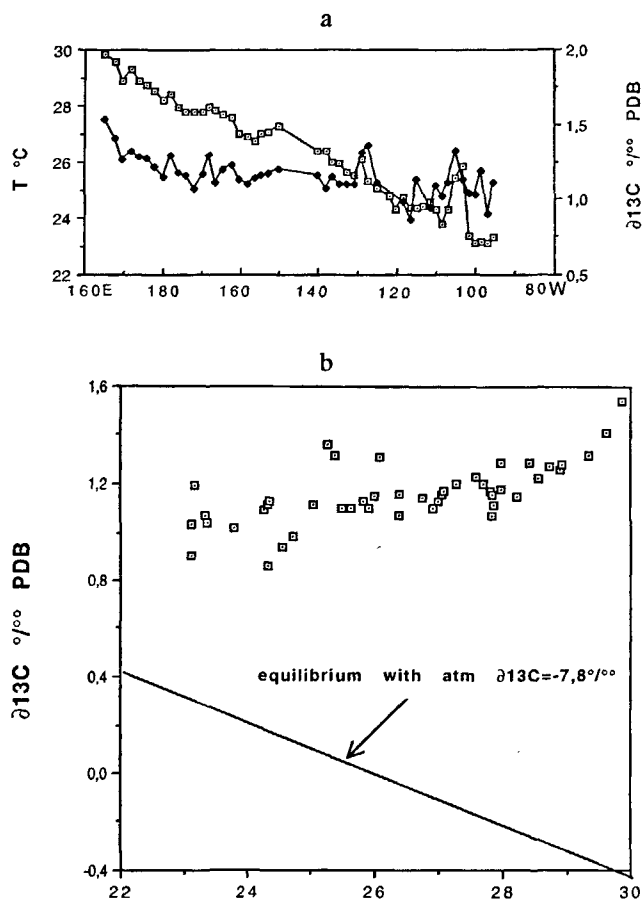 a
30
28
26
24
22
T °C
2,0
1,5
1,0
0,5
∂13C °/°° PDB
160E 180 160 140 120 100 80W
b
1,6
1,2
0,8
0,4
0,0
-0,4
∂13C °/°° PDB
equilibrium with atm ∂13C=-7,8°/°°
22 24 26 28 30